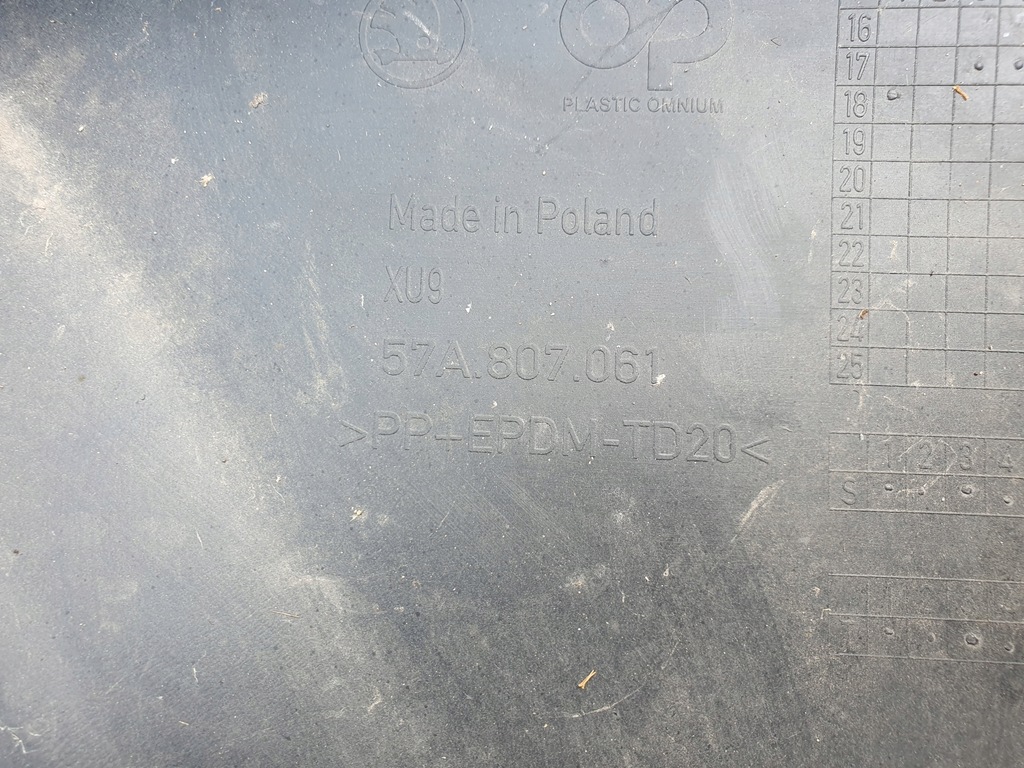 OP
PLASTIC OMNIUM
Made in Poland
XU9
57A.807.061
>PP+EPDM-TD20<
16
17
18
19
20
21
22
23
24
25
1 2 3 4
S